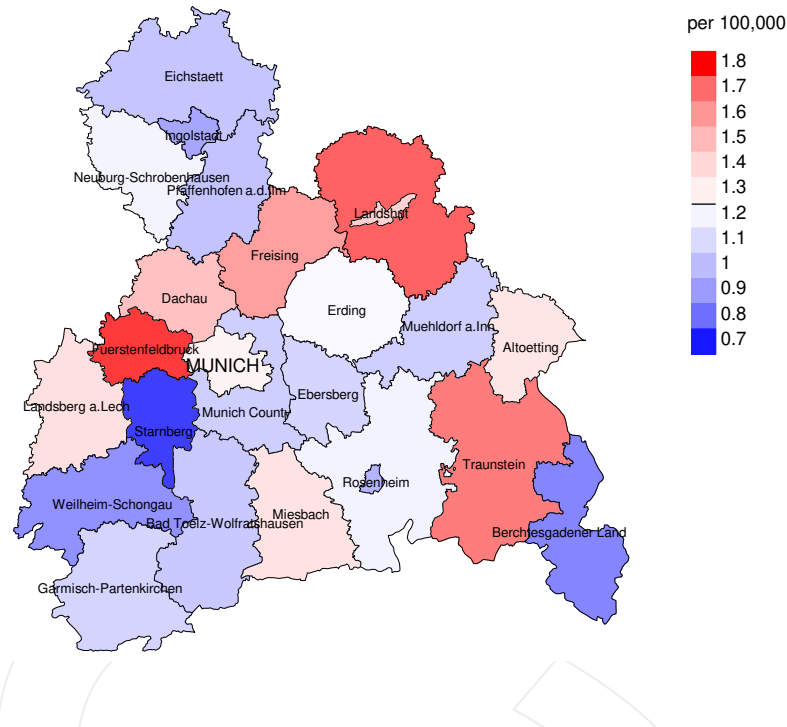 per 100,000
1.8
1.7
1.6
1.5
1.4
1.3
1.2
1.1
1
0.9
0.8
0.7
Eichstaett
Ingolstadt
Neuburg-Schrobenhausen
Pfaffenhofen a.d.Ilm
Landshut
Freising
Dachau
Erding
Muehldorf a.Inn
Altoetting
Fuerstenfeldbruck
MUNICH
Ebersberg
Landsberg a.Lech
Munich County
Starnberg
Traunstein
Rosenheim
Weilheim-Schongau
Miesbach
Bad Toelz-Wolfratshausen
Berchtesgadener Land
Garmisch-Partenkirchen